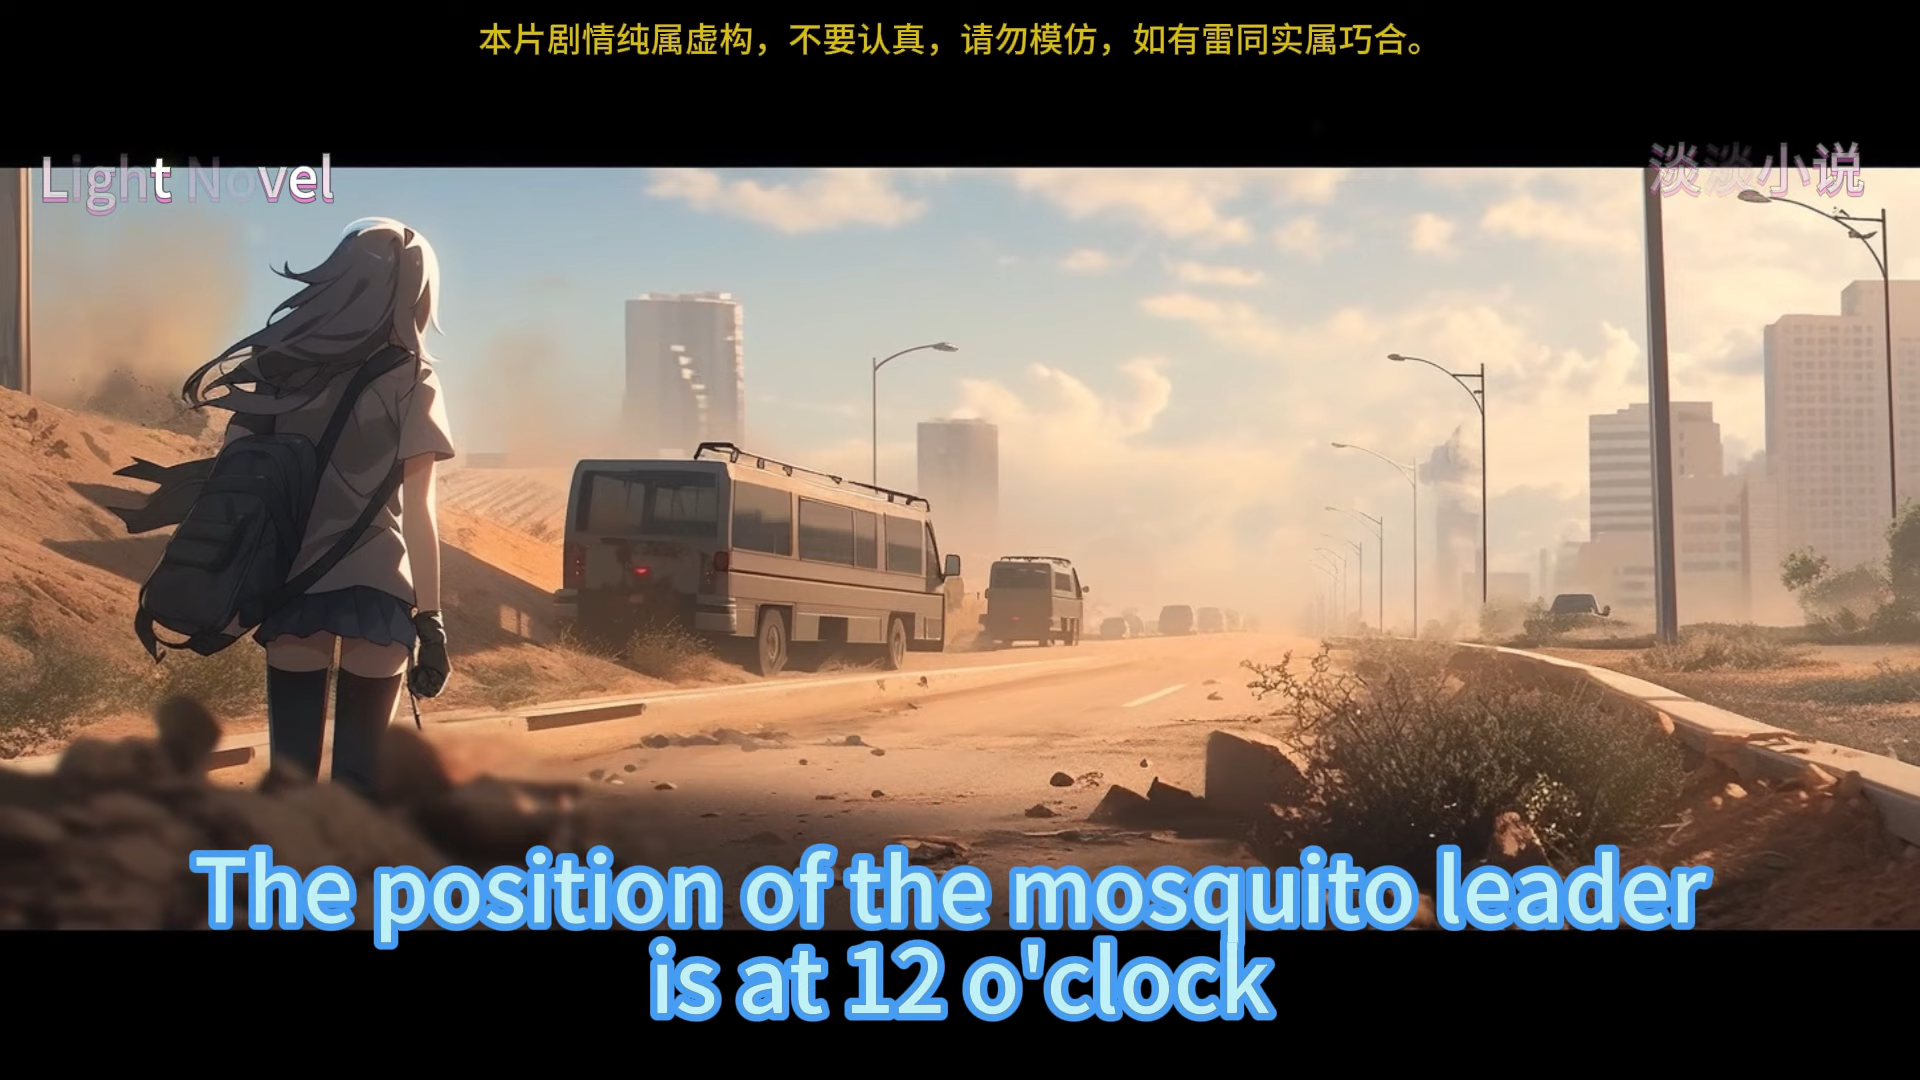 本片剧情纯属虚构，不要认真，请勿模仿，如有雷同实属巧合。
Light Novel
淡淡小说
The position of the mosquito leader
is at 12 o'clock